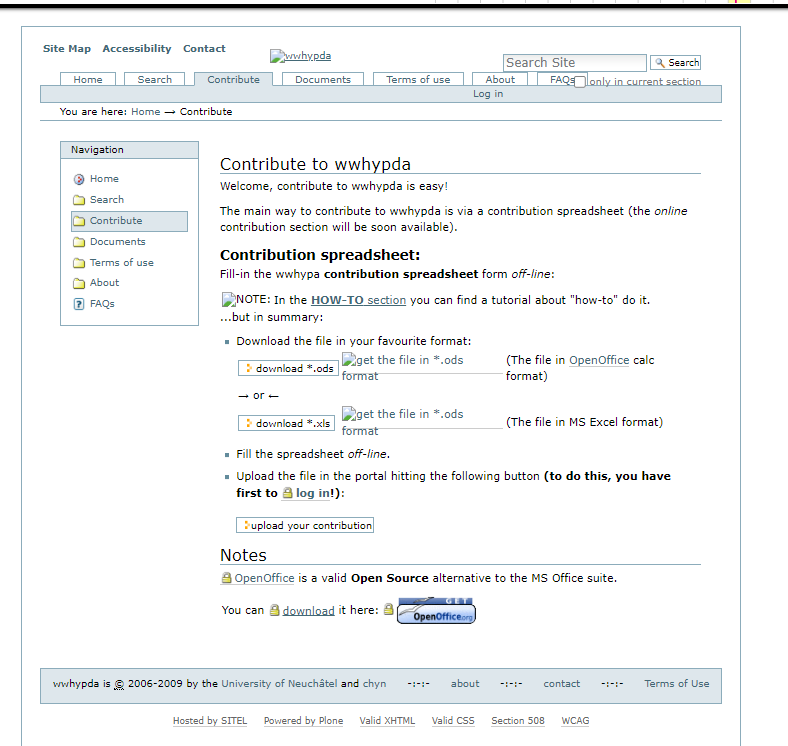 Site Map Accessibility Contact
wwhypda
Search Site Search
Home Search Contribute Documents Terms of use About FAQs
only in current section
Log in
You are here: Home → Contribute
Navigation
Home
Search
Contribute
Documents
Terms of use
About
FAQs
Contribute to wwhypda
Welcome, contribute to wwhypda is easy!
The main way to contribute to wwhypda is via a contribution spreadsheet (the online
contribution section will be soon available).
Contribution spreadsheet:
Fill-in the wwhypa contribution spreadsheet form off-line:
NOTE: In the HOW-TO section you can find a tutorial about "how-to" do it.
...but in summary:
Download the file in your favourite format:
download *.ods get the file in *.ods format (The file in OpenOffice calc format)
→ or ←
download *.xls get the file in *.ods format (The file in MS Excel format)
Fill the spreadsheet off-line.
Upload the file in the portal hitting the following button (to do this, you have
first to log in!):
upload your contribution
Notes
OpenOffice is a valid Open Source alternative to the MS Office suite.
You can download it here: GET OpenOffice.org
wwhypda is © 2006-2009 by the University of Neuchâtel and chyn -:-:- about -:-:- contact -:-:- Terms of Use
Hosted by SITEL Powered by Plone Valid XHTML Valid CSS Section 508 WCAG